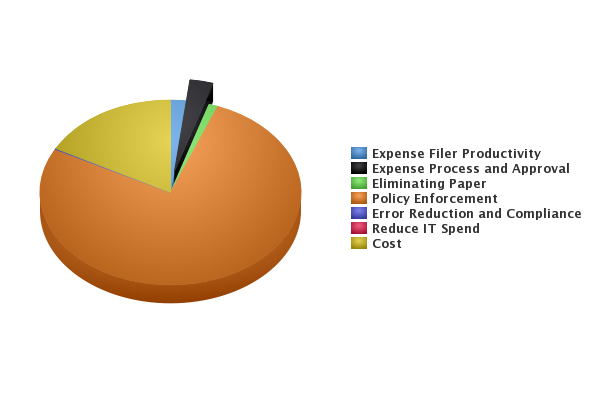 Expense Filer Productivity
Expense Process and Approval
Eliminating Paper
Policy Enforcement
Error Reduction and Compliance
Reduce IT Spend
Cost